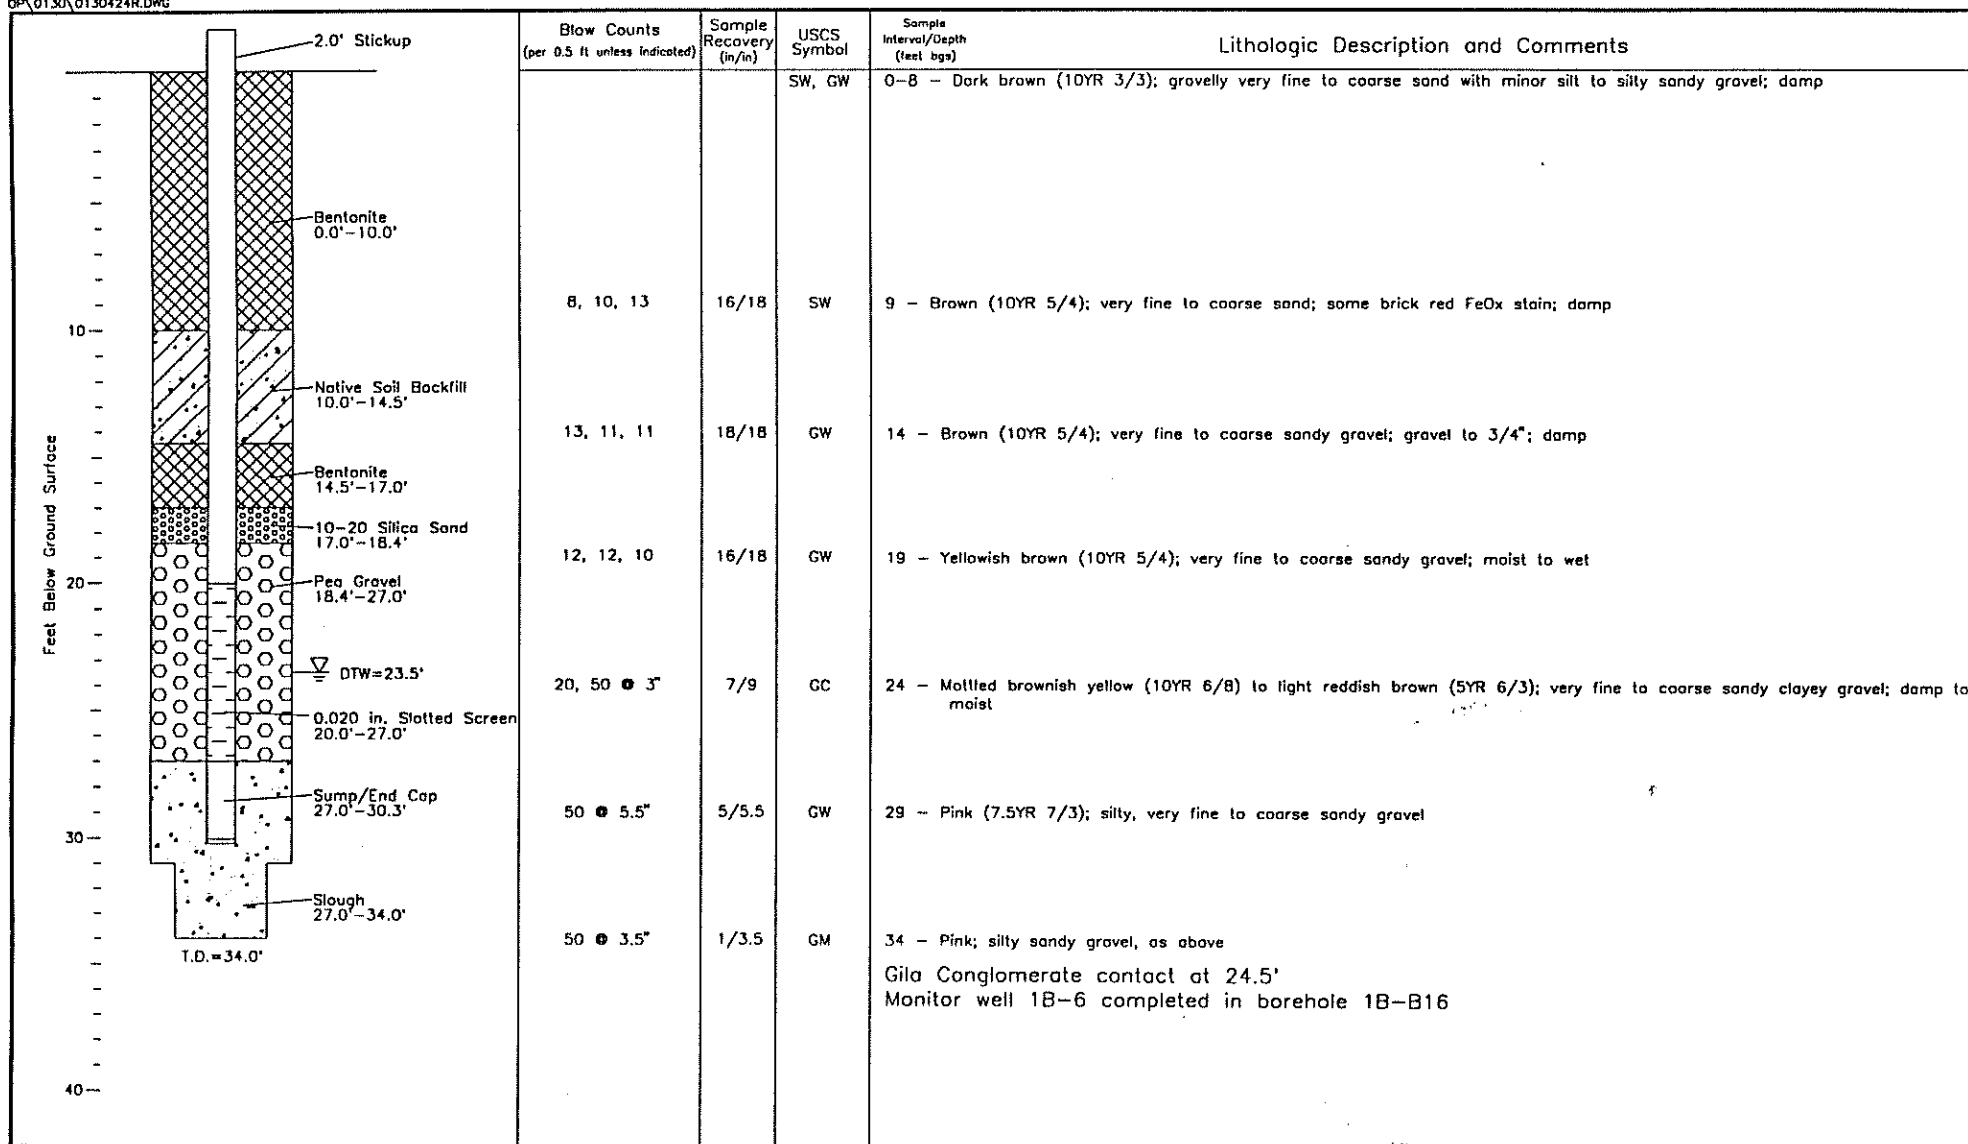 OP\0130\0130424R.DWG
Blow Counts
(per 0.5 ft unless indicated)
Sample
Recovery
(in/in)
USCS
Symbol
Sample
Interval/Depth
(feet bgs)
Lithologic Description and Comments
2.0' Stickup
SW, GW
0-8 - Dark brown (10YR 3/3); gravelly very fine to coarse sand with minor silt to silty sandy gravel; damp
Bentonite
0.0'-10.0'
8, 10, 13
16/18
SW
9 - Brown (10YR 5/4); very fine to coarse sand; some brick red FeOx stain; damp
10
Native Soil Backfill
10.0'-14.5'
13, 11, 11
18/18
GW
14 - Brown (10YR 5/4); very fine to coarse sandy gravel; gravel to 3/4"; damp
Bentonite
14.5'-17.0'
10-20 Silica Sand
17.0'-18.4'
12, 12, 10
16/18
GW
19 - Yellowish brown (10YR 5/4); very fine to coarse sandy gravel; moist to wet
Feet Below Ground Surface
20
Pea Gravel
18.4'-27.0'
DTW=23.5'
20, 50 @ 3"
7/9
GC
24 - Mottled brownish yellow (10YR 6/8) to light reddish brown (5YR 6/3); very fine to coarse sandy clayey gravel; damp to
moist
0.020 in. Slotted Screen
20.0'-27.0'
Sump/End Cap
27.0'-30.3'
50 @ 5.5"
5/5.5
GW
29 - Pink (7.5YR 7/3); silty, very fine to coarse sandy gravel
30
Slough
27.0'-34.0'
50 @ 3.5"
1/3.5
GM
34 - Pink; silty sandy gravel, as above
T.D.=34.0'
Gila Conglomerate contact at 24.5'
Monitor well 1B-6 completed in borehole 1B-B16
40